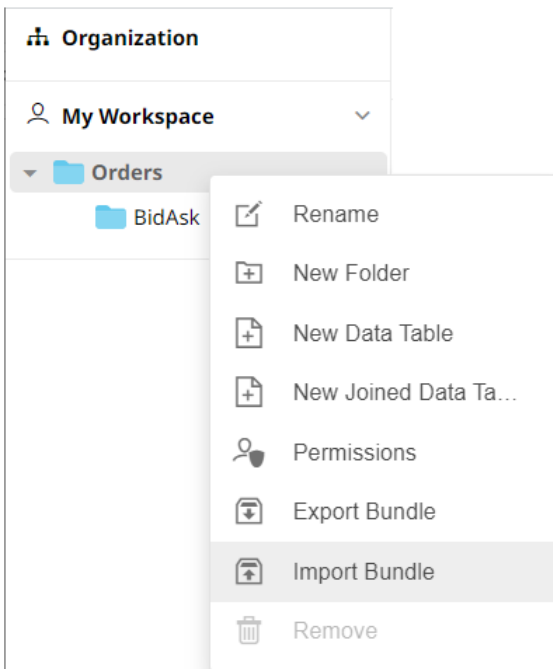 Organization
My Workspace
Orders
BidAsk
Rename
New Folder
New Data Table
New Joined Data Ta...
Permissions
Export Bundle
Import Bundle
Remove